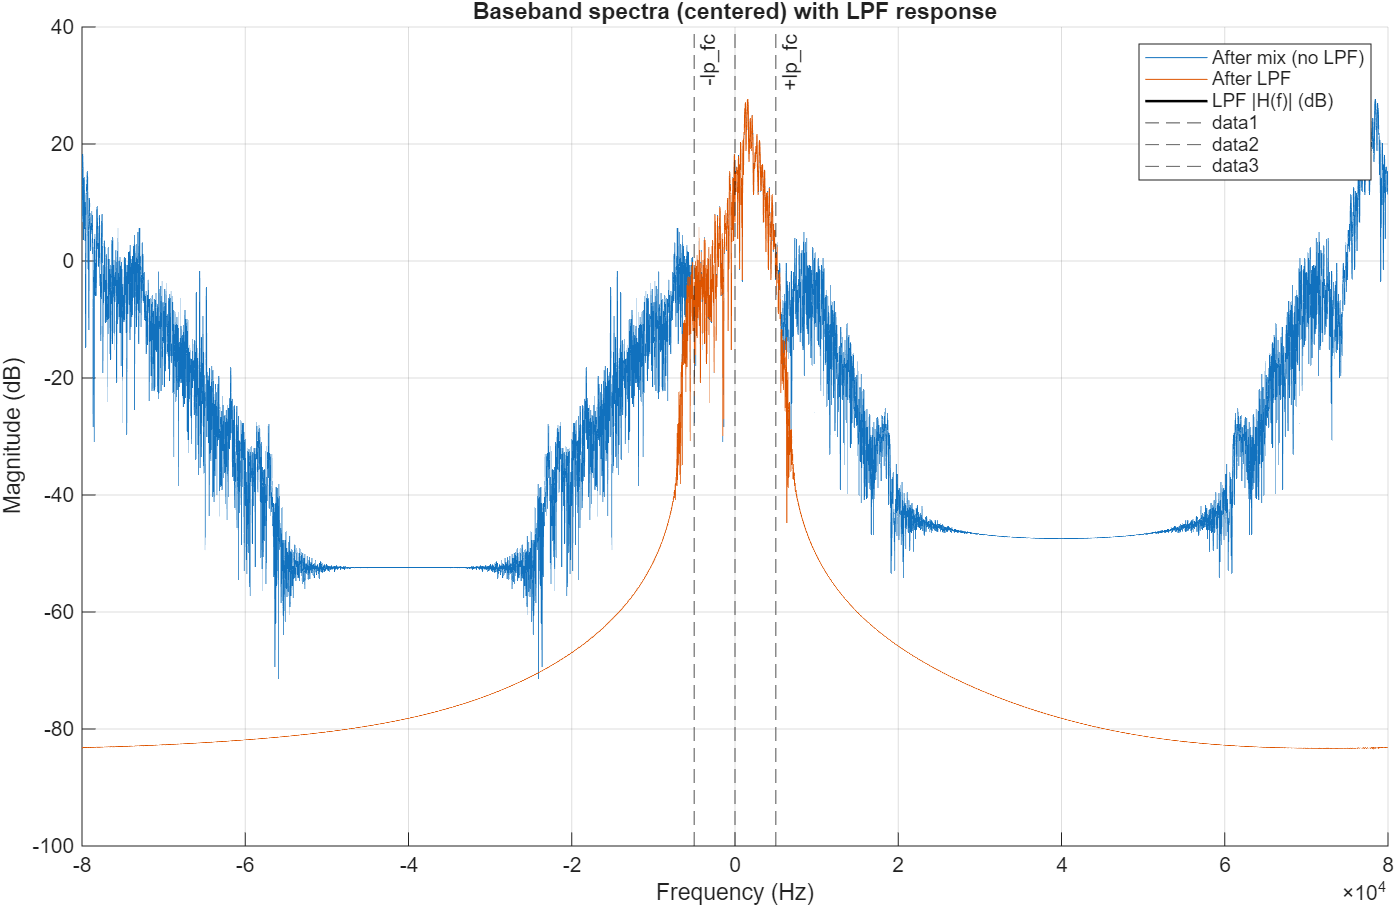 Baseband spectra (centered) with LPF response
40
20
0
-20
-40
-60
-80
-100
Magnitude (dB)
-lp_fc
+lp_fc
After mix (no LPF)
After LPF
LPF |H(f)| (dB)
data1
data2
data3
-8
-6
-4
-2
0
2
4
6
8
Frequency (Hz)
×10⁴